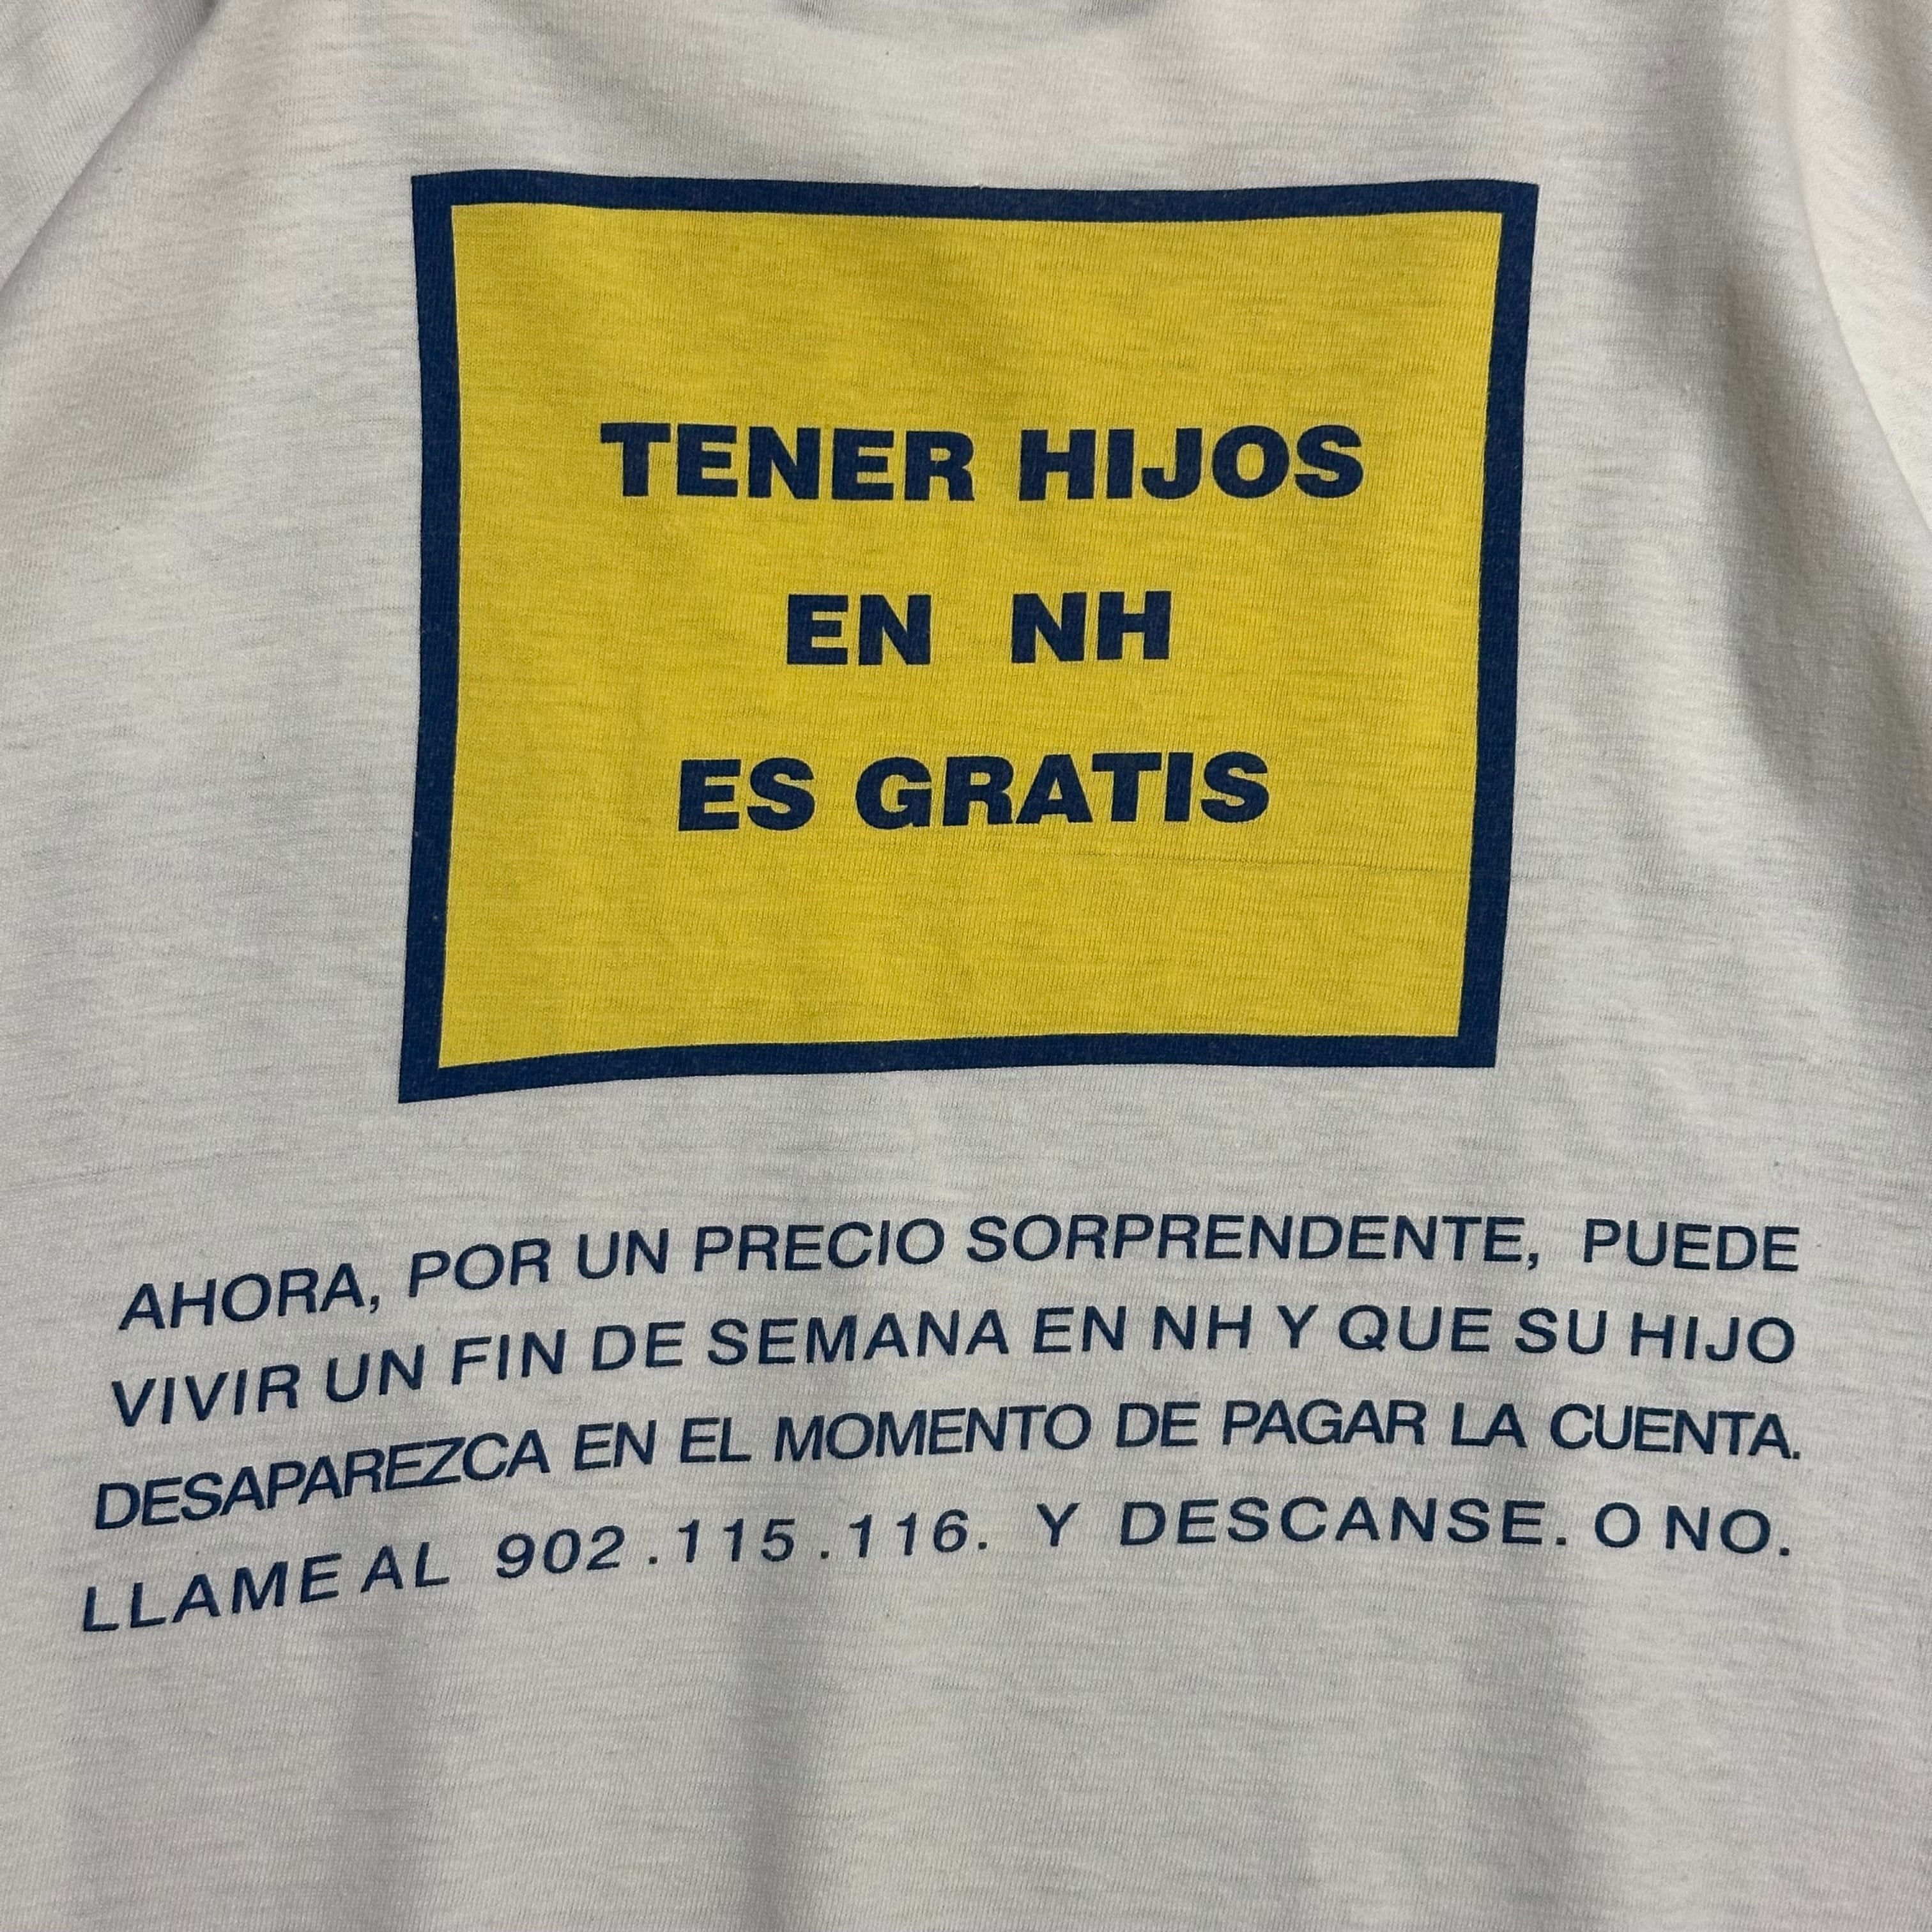 TENER HIJOS
EN NH
ES GRATIS
AHORA, POR UN PRECIO SORPRENDENTE, PUEDE
VIVIR UN FIN DE SEMANA EN NH Y QUE SU HIJO
DESAPAREZCA EN EL MOMENTO DE PAGAR LA CUENTA.
LLAME AL 902.115.116. Y DESCANSE. O NO.